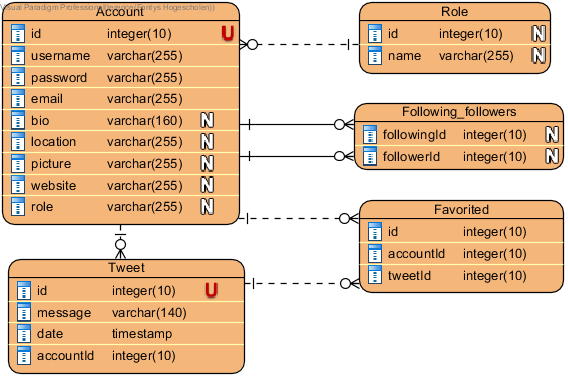 Visual Paradigm Professional(leonie(Fontys Hogescholen))
Account
id integer(10) U
username varchar(255)
password varchar(255)
email varchar(255)
bio varchar(160) N
location varchar(255) N
picture varchar(255) N
website varchar(255) N
role varchar(255) N
Role
id integer(10) N
name varchar(255) N
Following_followers
followingId integer(10) N
followerId integer(10) N
Favorited
id integer(10)
accountId integer(10)
tweetId integer(10)
Tweet
id integer(10) U
message varchar(140)
date timestamp
accountId integer(10)